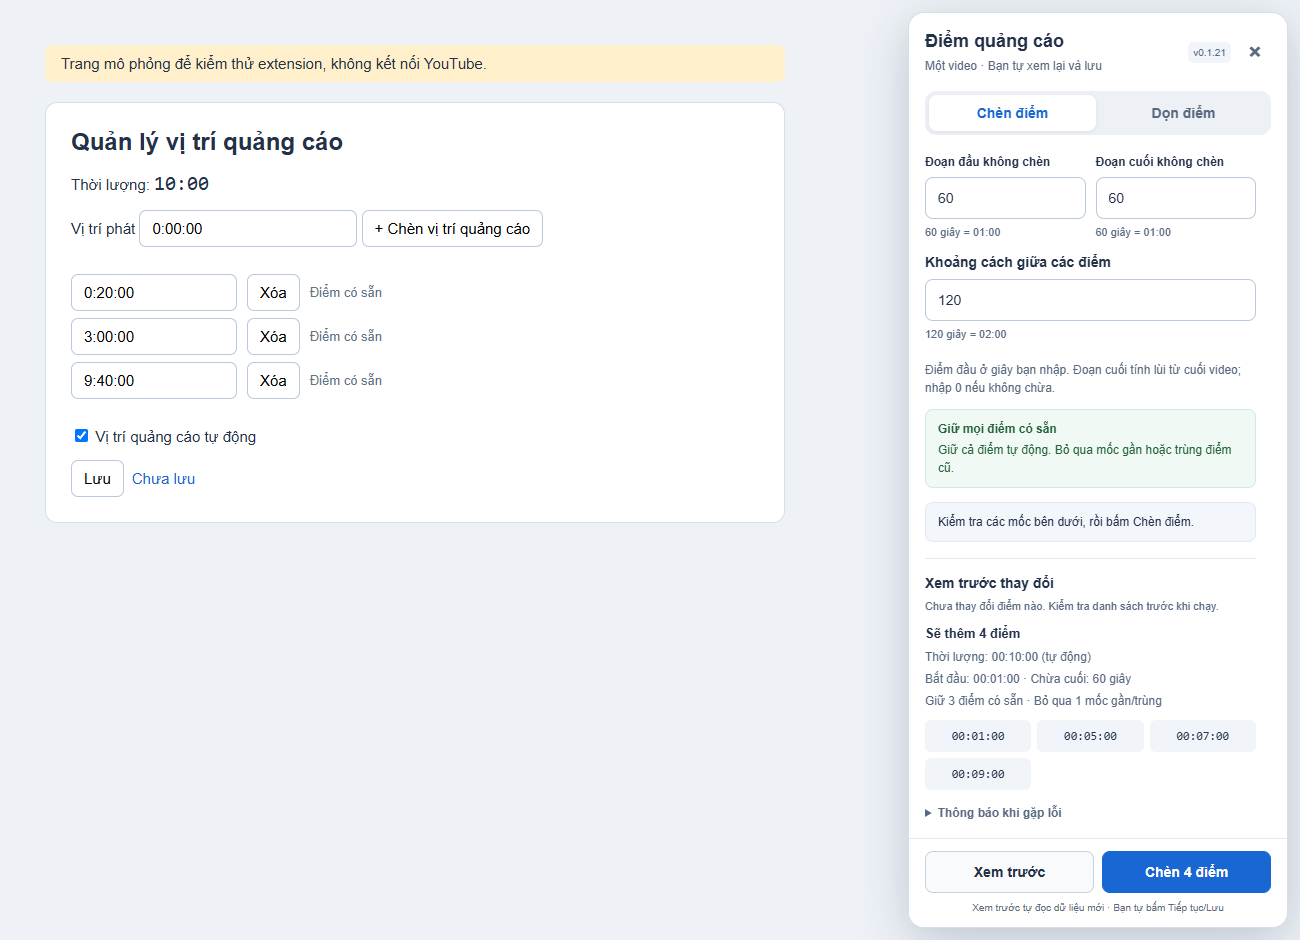 Trang mô phỏng để kiểm thử extension, không kết nối YouTube.
Quản lý vị trí quảng cáo
Thời lượng: 10:00
Vị trí phát 0:00:00 + Chèn vị trí quảng cáo
0:20:00 Xóa Điểm có sẵn
3:00:00 Xóa Điểm có sẵn
9:40:00 Xóa Điểm có sẵn
Vị trí quảng cáo tự động
Lưu Chưa lưu
Điểm quảng cáo
Một video · Bạn tự xem lại và lưu
v0.1.21
Chèn điểm Dọn điểm
Đoạn đầu không chèn Đoạn cuối không chèn
60 60
60 giây = 01:00 60 giây = 01:00
Khoảng cách giữa các điểm
120
120 giây = 02:00
Điểm đầu ở giây bạn nhập. Đoạn cuối tính lùi từ cuối video;
nhập 0 nếu không chừa.
Giữ mọi điểm có sẵn
Giữ cả điểm tự động. Bỏ qua mốc gần hoặc trùng điểm
cũ.
Kiểm tra các mốc bên dưới, rồi bấm Chèn điểm.
Xem trước thay đổi
Chưa thay đổi điểm nào. Kiểm tra danh sách trước khi chạy.
Sẽ thêm 4 điểm
Thời lượng: 00:10:00 (tự động)
Bắt đầu: 00:01:00 · Chừa cuối: 60 giây
Giữ 3 điểm có sẵn · Bỏ qua 1 mốc gần/trùng
00:01:00 00:05:00 00:07:00
00:09:00
Thông báo khi gặp lỗi
Xem trước Chèn 4 điểm
Xem trước tự đọc dữ liệu mới · Bạn tự bấm Tiếp tục/Lưu